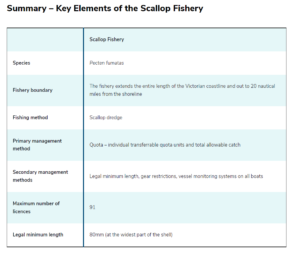 Summary – Key Elements of the Scallop Fishery
Scallop Fishery
Species
Pecten fumatus
Fishery boundary
The fishery extends the entire length of the Victorian coastline and out to 20 nautical
miles from the shoreline
Fishing method
Scallop dredge
Primary management
method
Quota – individual transferrable quota units and total allowable catch
Secondary management
methods
Legal minimum length, gear restrictions, vessel monitoring systems on all boats
Maximum number of
licences
91
Legal minimum length
80mm (at the widest part of the shell)